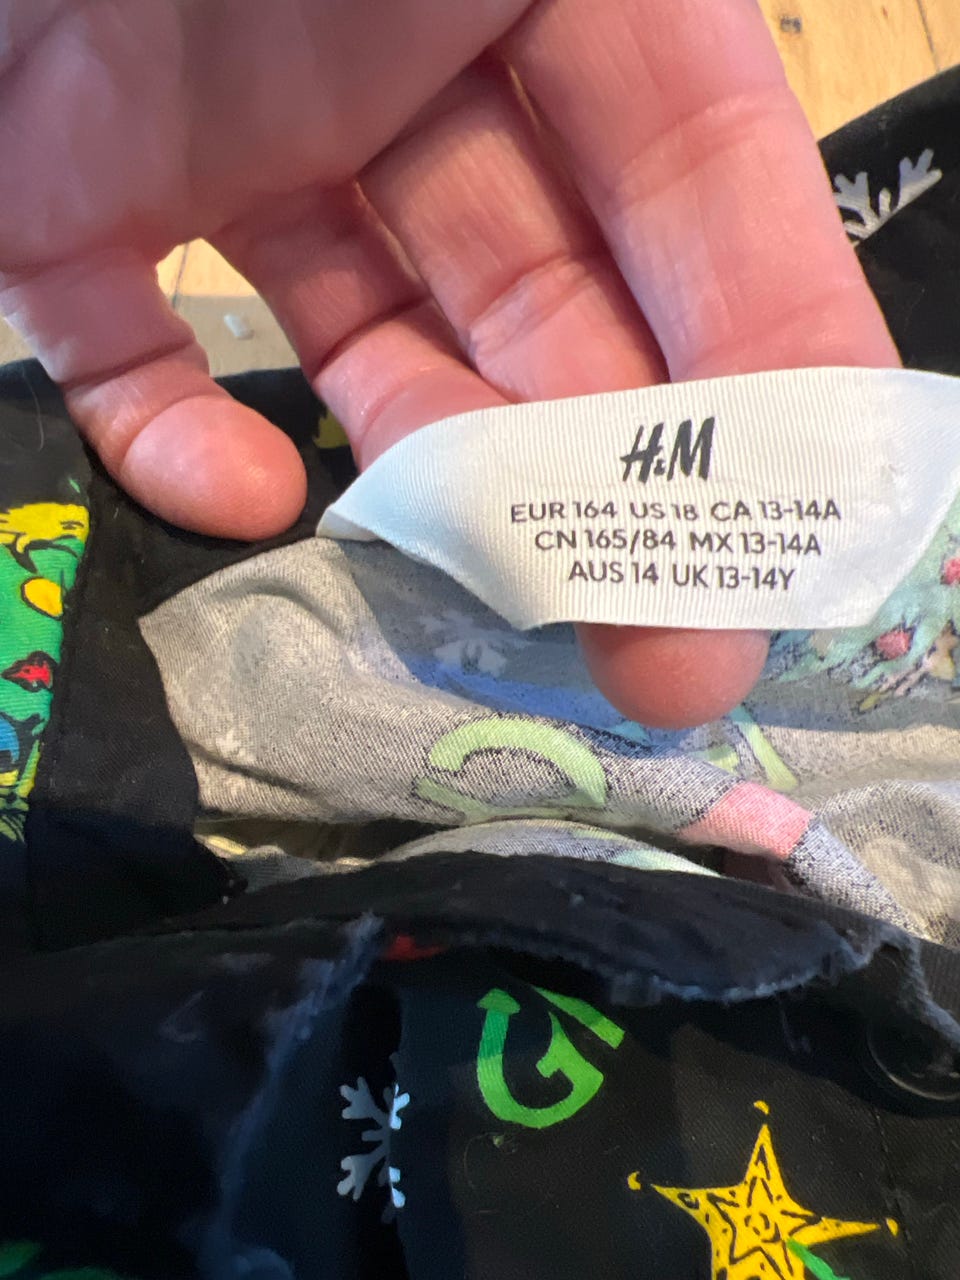 H&M
EUR 164 US 18 CA 13-14A
CN 165/84 MX 13-14A
AUS 14 UK 13-14Y
G